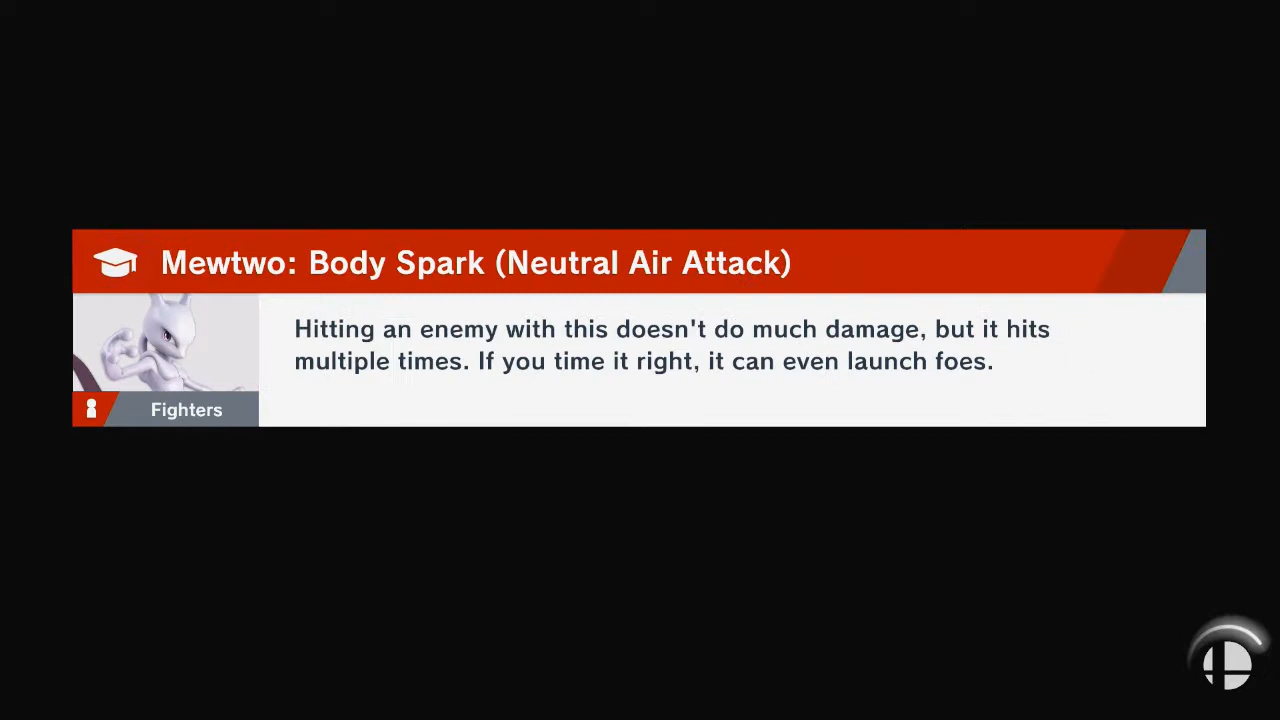 Mewtwo: Body Spark (Neutral Air Attack)
Hitting an enemy with this doesn't do much damage, but it hits
multiple times. If you time it right, it can even launch foes.
Fighters